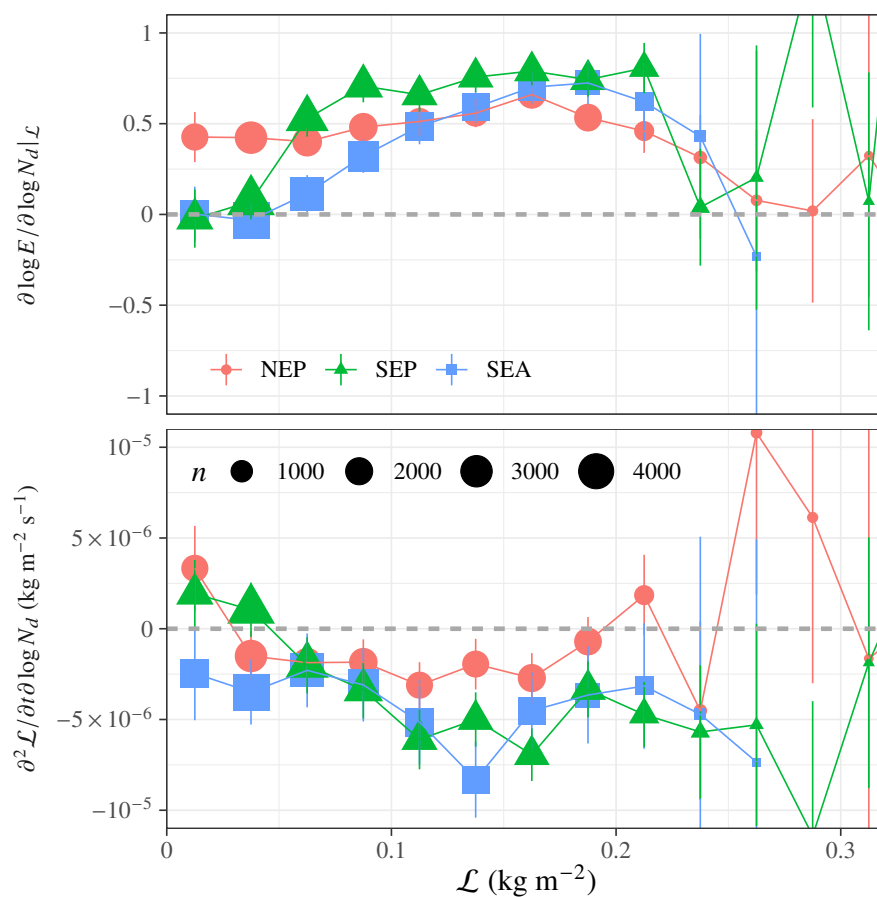 1
0.5
0
−0.5
−1
∂ log E / ∂ log N_d|_ℒ
NEP SEP SEA
10^−5
5 × 10^−6
0
−5 × 10^−6
−10^−5
∂²ℒ/∂t∂ log N_d (kg m^−2 s^−1)
n 1000 2000 3000 4000
0 0.1 0.2 0.3
ℒ (kg m^−2)